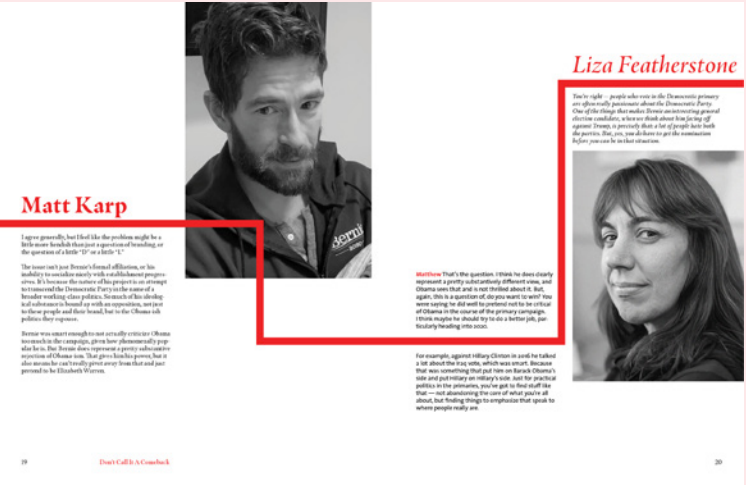 Matt Karp
I agree generally, but I feel like the problem might be a
little more fiendish than just a question of branding, or
the question of a little "D" or a little "I."
The issue isn't just Bernie's formal affiliation, or his
inability to socialize nicely with establishment progres-
sives. It's because the nature of his project is an attempt
to transcend the Democratic Party in the name of a
broader working-class politics. So much of his ideolog-
ical substance is bound up with an opposition, not just
to these people and their brand, but to the Obama-ish
politics they espouse.
Bernie was smart enough to not actually criticize Obama
too much in the campaign, given how phenomenally pop-
ular he is. But Bernie does represent a pretty substantive
rejection of Obama-ism. That gives him his power, but it
also means he can't really pivot away from that and just
pretend to be Elizabeth Warren.
Bernie
Matthew That's the question. I think he does clearly
represent a pretty substantively different view, and
Obama sees that and is not thrilled about it. But,
again, this is a question of, do you want to win? You
were saying he did well to pretend not to be critical
of Obama in the course of the primary campaign.
I think maybe he should try to do a better job, par-
ticularly heading into 2020.
For example, against Hillary Clinton in 2016 he talked
a lot about the Iraq vote, which was smart. Because
that was something that put him on Barack Obama's
side and put Hillary on Hillary's side. Just for practical
politics in the primaries, you've got to find stuff like
that — not abandoning the core of what you're all
about, but finding things to emphasize that speak to
where people really are.
Liza Featherstone
You're right — people who vote in the Democratic primary
are often really passionate about the Democratic Party.
One of the things that makes Bernie an interesting general
election candidate, when we think about him facing off
against Trump, is precisely that a lot of people hate both
the parties. But, yes, you do have to get the nomination
before you can be in that situation.
19
Don't Call It A Comeback
20